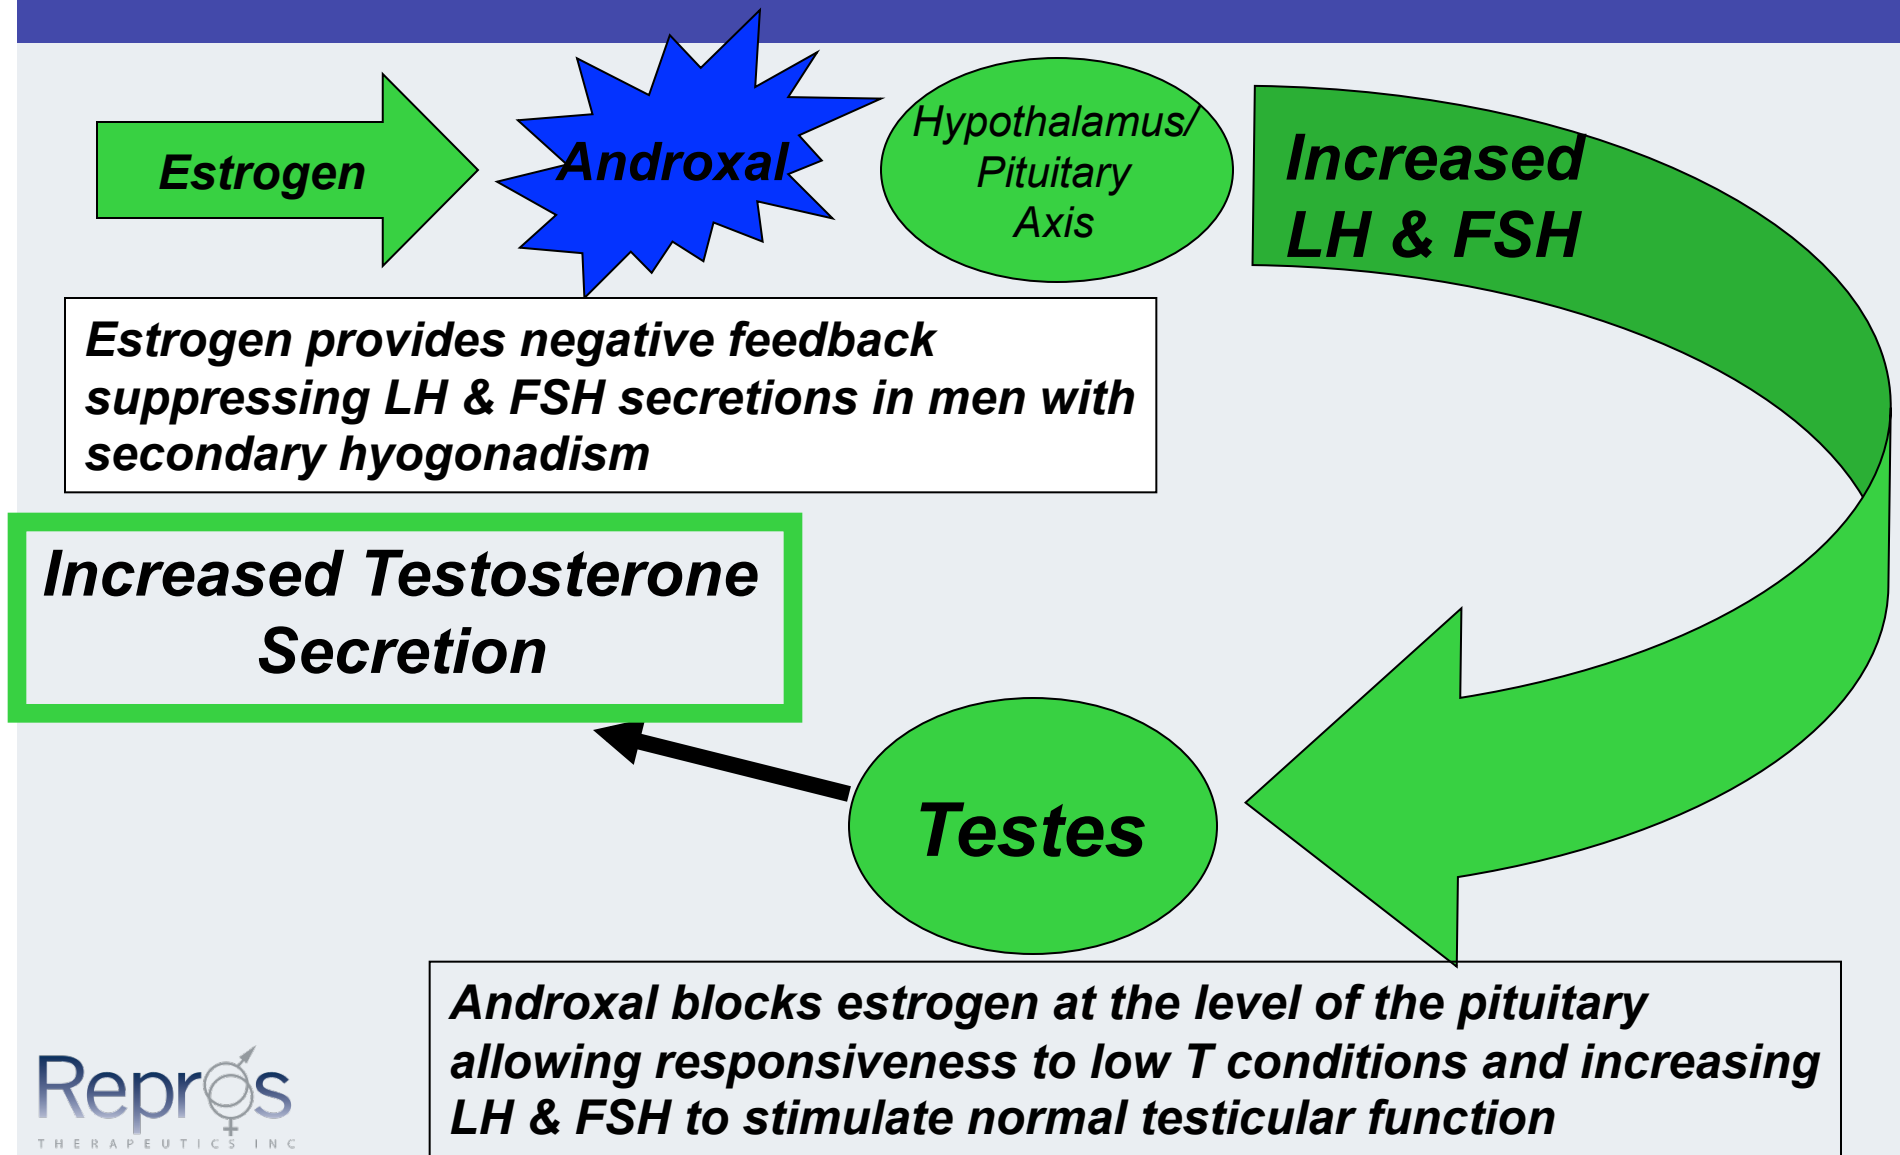 Estrogen
Androxal
Hypothalamus/
Pituitary
Axis
Increased
LH & FSH
Estrogen provides negative feedback
suppressing LH & FSH secretions in men with
secondary hyogonadism
Increased Testosterone
Secretion
Testes
Androxal blocks estrogen at the level of the pituitary
allowing responsiveness to low T conditions and increasing
LH & FSH to stimulate normal testicular function
Repros
THERAPEUTICS INC